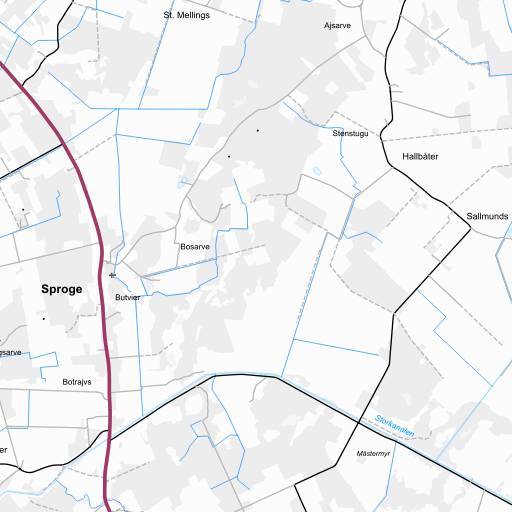 St. Mellings
Ajsarve
Stenstugu
Hallbåter
Sallmunds
Bosarve
Sproge
Butvier
Botrajvs
Storkanalen
Mästermyr